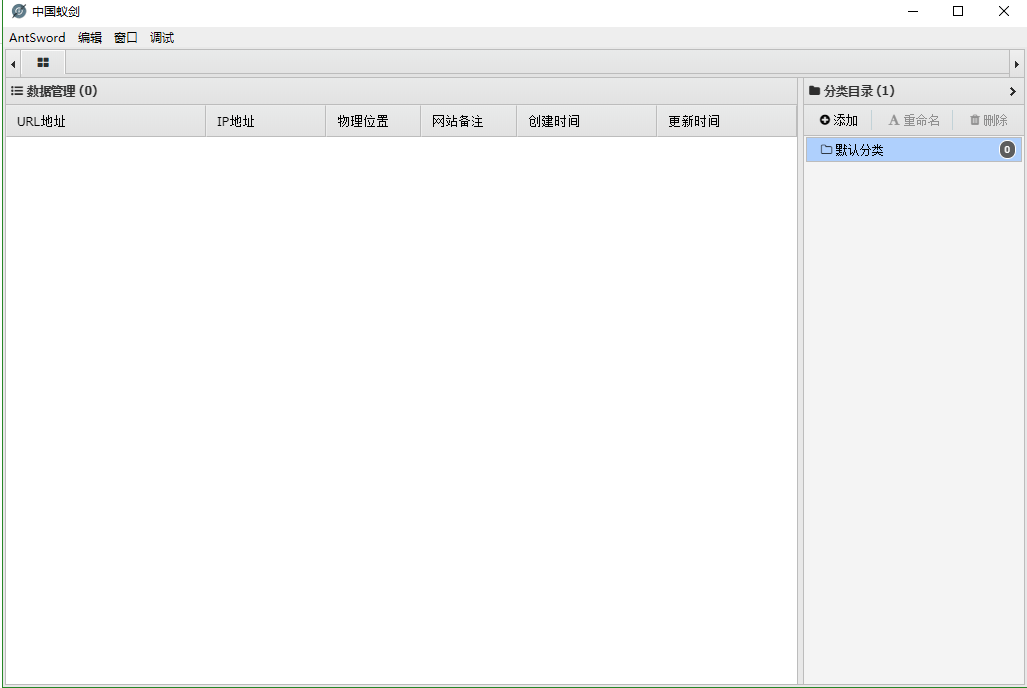 中国蚁剑
AntSword 编辑 窗口 调试
数据管理 (0)
分类目录 (1)
URL地址 IP地址 物理位置 网站备注 创建时间 更新时间
添加 重命名 删除
默认分类 0